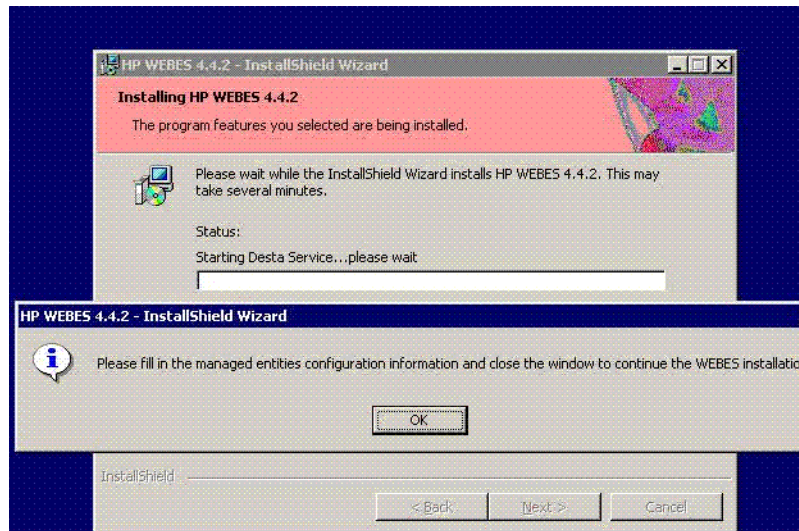 HP WEBES 4.4.2 - InstallShield Wizard
Installing HP WEBES 4.4.2
The program features you selected are being installed.
Please wait while the InstallShield Wizard installs HP WEBES 4.4.2. This may
take several minutes.
Status:
Starting Desta Service...please wait
HP WEBES 4.4.2 - InstallShield Wizard
Please fill in the managed entities configuration information and close the window to continue the WEBES installatio
OK
InstallShield
< Back
Next >
Cancel